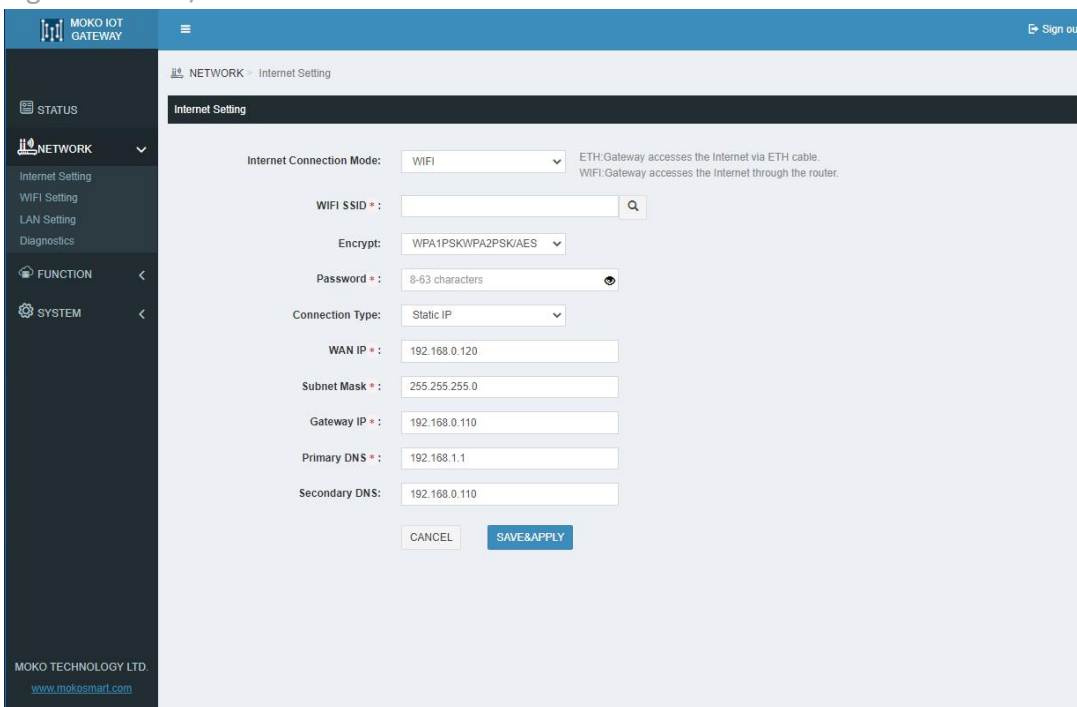 MOKO IOT
GATEWAY
Sign ou
NETWORK > Internet Setting
STATUS
NETWORK
Internet Setting
WIFI Setting
LAN Setting
Diagnostics
FUNCTION
SYSTEM
Internet Setting
Internet Connection Mode: WIFI
ETH:Gateway accesses the Internet via ETH cable.
WIFI:Gateway accesses the Internet through the router.
WIFI SSID * :
Encrypt: WPA1PSKWPA2PSK/AES
Password * : 8-63 characters
Connection Type: Static IP
WAN IP * : 192.168.0.120
Subnet Mask * : 255.255.255.0
Gateway IP * : 192.168.0.110
Primary DNS * : 192.168.1.1
Secondary DNS: 192.168.0.110
CANCEL SAVE&APPLY
MOKO TECHNOLOGY LTD.
www.mokosmart.com